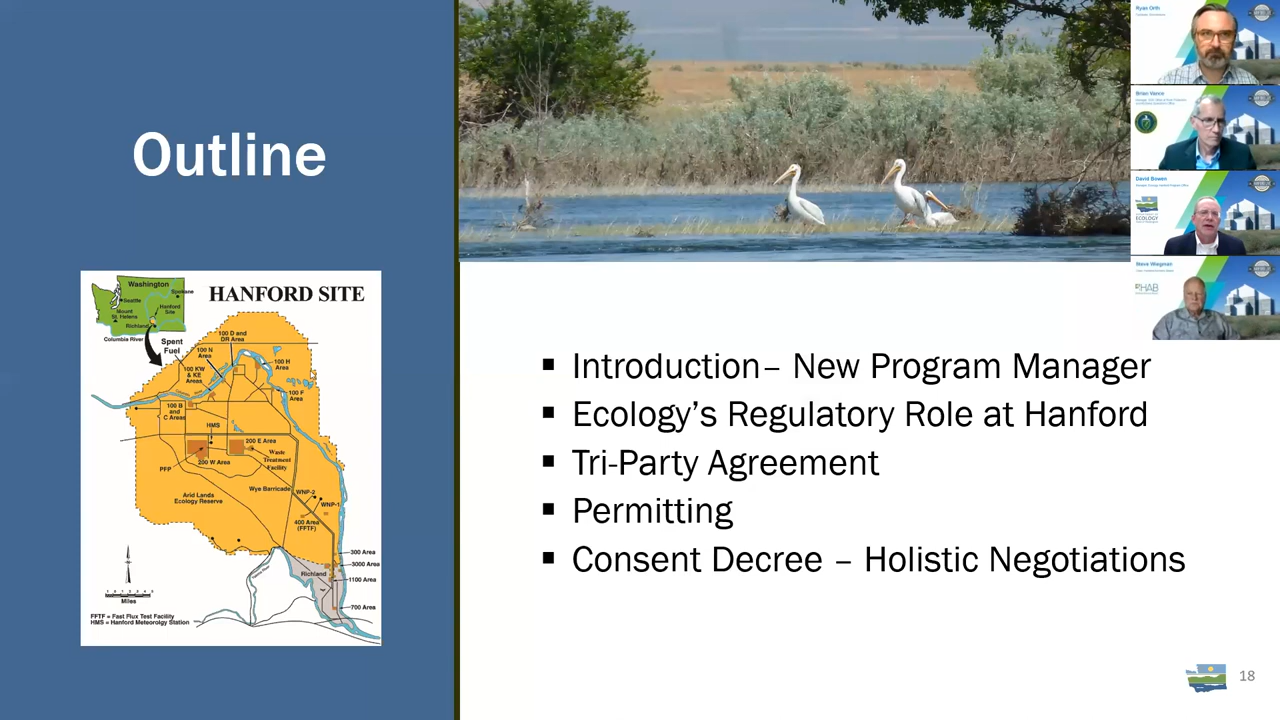 Outline
Washington
Spokane
Seattle
Hanford
Site
Mount
St. Helens
Richland
Columbia River
HANFORD SITE
Spent
Fuel
100 D and
DR Area
100 N
Area
100 H
Area
100 KW
& KE
Areas
100 F
Area
100 B
and
C Areas
HMS
200 E Area
Waste
Treatment
Facility
200 W Area
PFP
Wye Barricade
WNP-2
WNP-1
Arid Lands
Ecology Reserve
400 Area
(FFTF)
300 Area
3000 Area
Richland
1100 Area
700 Area
Miles
FFTF = Fast Flux Test Facility
HMS = Hanford Meteorolgy Station
Introduction– New Program Manager
Ecology’s Regulatory Role at Hanford
Tri-Party Agreement
Permitting
Consent Decree – Holistic Negotiations
18
Ryan Orth
Brian Vance
David Bowen
ECOLOGY
Steve Wiegman
HAB